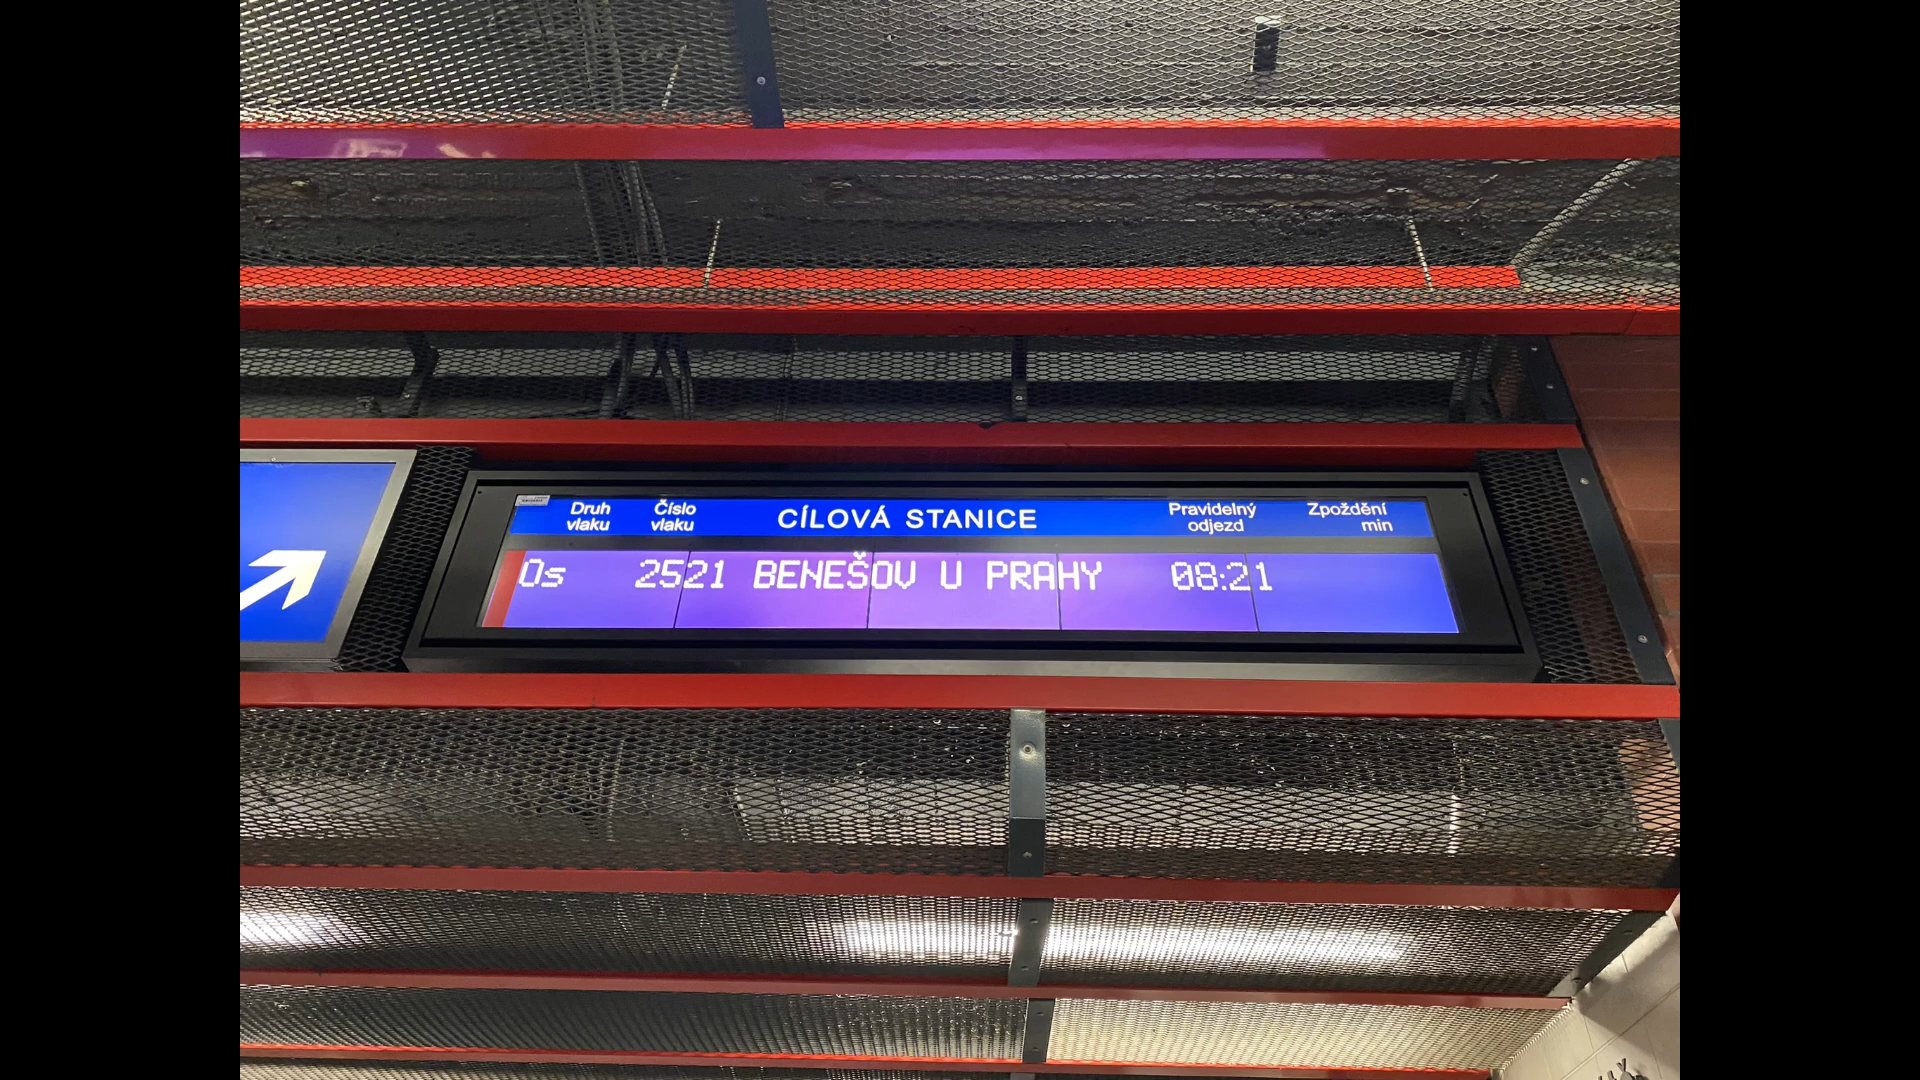 Druh vlaku
Číslo vlaku
CÍLOVÁ STANICE
Pravidelný odjezd
Zpoždění min
Os 2521 BENEŠOV U PRAHY 08:21